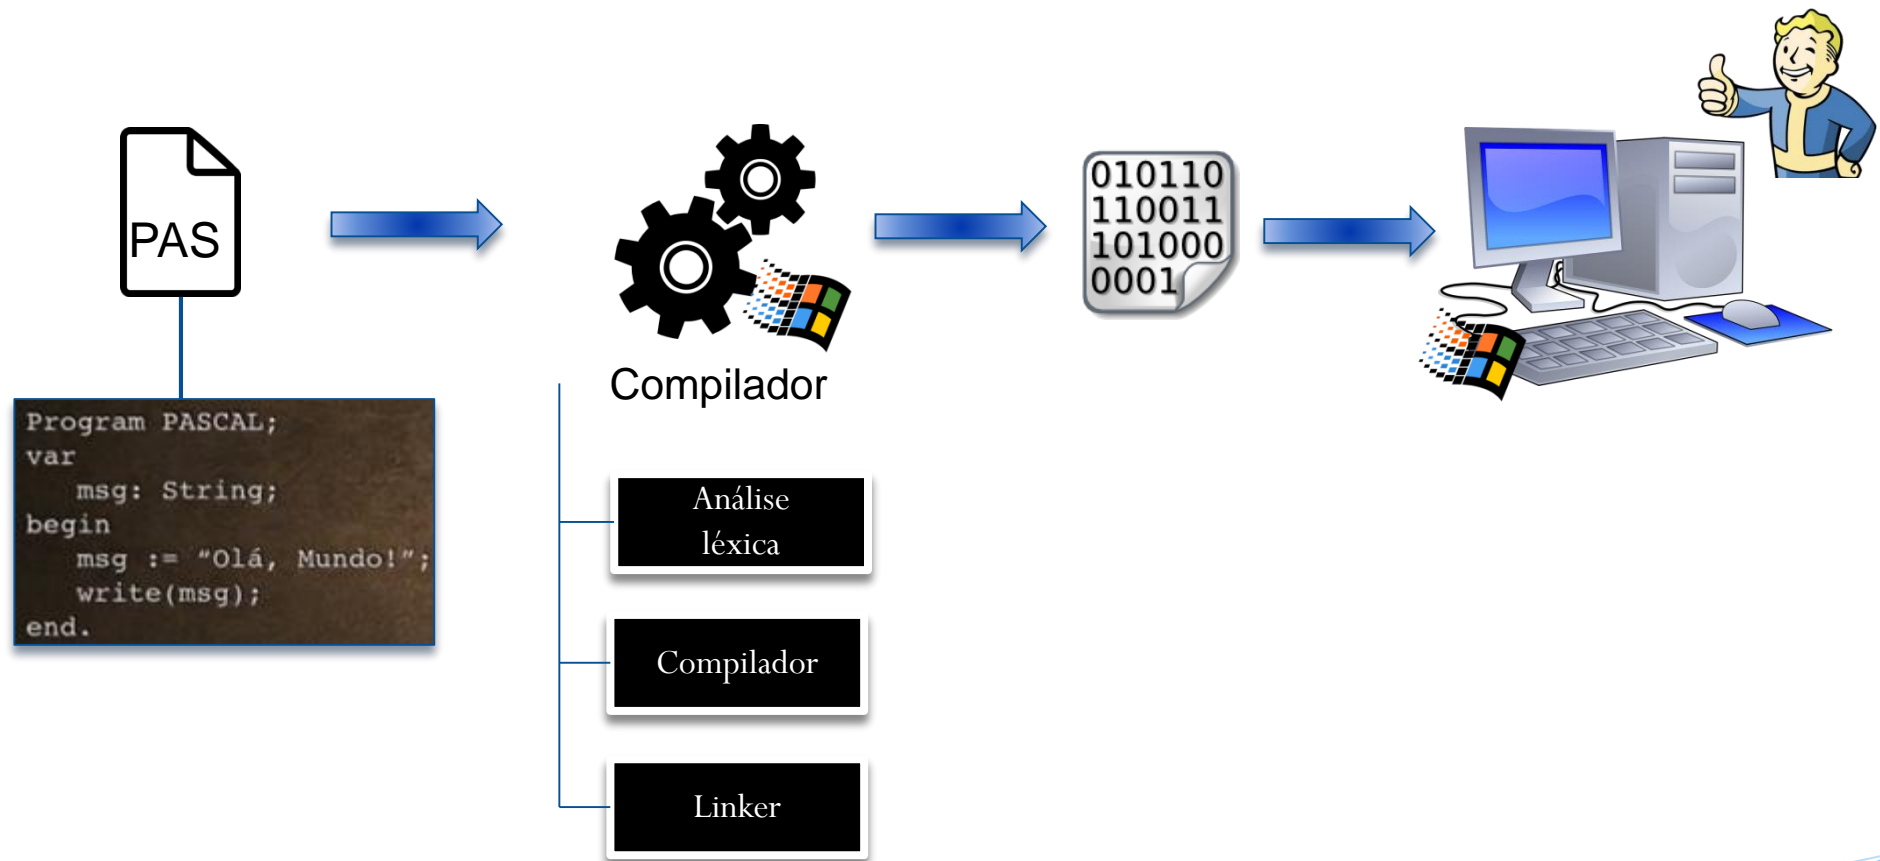 PAS
010110
110011
101000
0001
Compilador
Program PASCAL;
var
msg: String;
begin
msg := “Olá, Mundo!”;
write(msg);
end.
Análise
léxica
Compilador
Linker